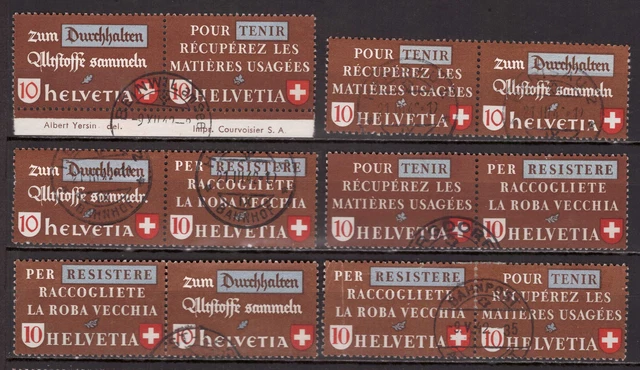 zum Durchhalten
Altstoffe sammeln
10 HELVETIA
POUR TENIR
RÉCUPÉREZ LES
MATIÈRES USAGÉES
10 HELVETIA
Albert Yersin del. Impr. Courvoisier S. A.
POUR TENIR
RÉCUPÉREZ LES
MATIÈRES USAGÉES
10 HELVETIA
zum Durchhalten
Altstoffe sammeln
10 HELVETIA
zum Durchhalten
Altstoffe sammeln
10 HELVETIA
PER RESISTERE
RACCOGLIETE
LA ROBA VECCHIA
10 HELVETIA
BAHNHOF
POUR TENIR
RÉCUPÉREZ LES
MATIÈRES USAGÉES
10 HELVETIA
PER RESISTERE
RACCOGLIETE
LA ROBA VECCHIA
10 HELVETIA
PER RESISTERE
RACCOGLIETE
LA ROBA VECCHIA
10 HELVETIA
zum Durchhalten
Altstoffe sammeln
10 HELVETIA
PER RESISTERE
RACCOGLIETE
LA ROBA VECCHIA
10 HELVETIA
POUR TENIR
RÉCUPÉREZ LES
MATIÈRES USAGÉES
10 HELVETIA